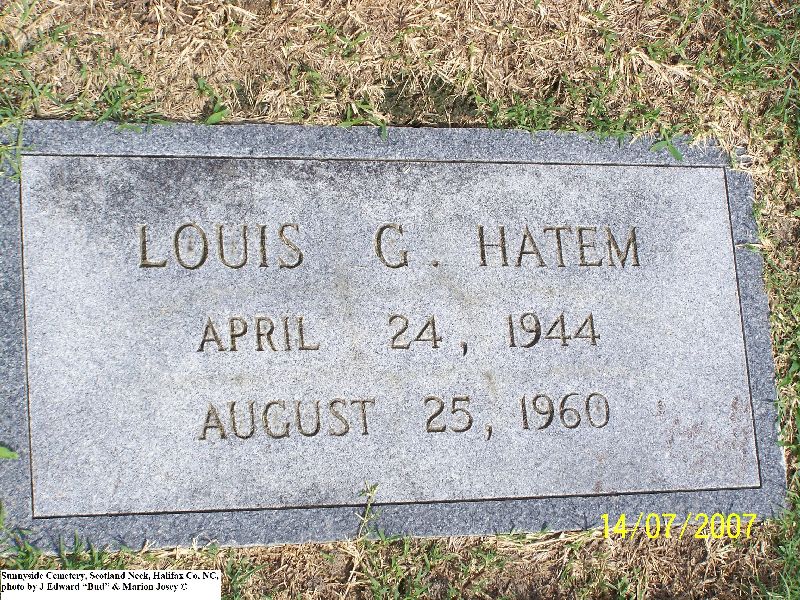 LOUIS G. HATEM
APRIL 24, 1944
AUGUST 25, 1960
14/07/2007
Sunnyside Cemetery, Scotland Neck, Halifax Co. NC,
photo by J Edward "Bud" & Marion Josey ©